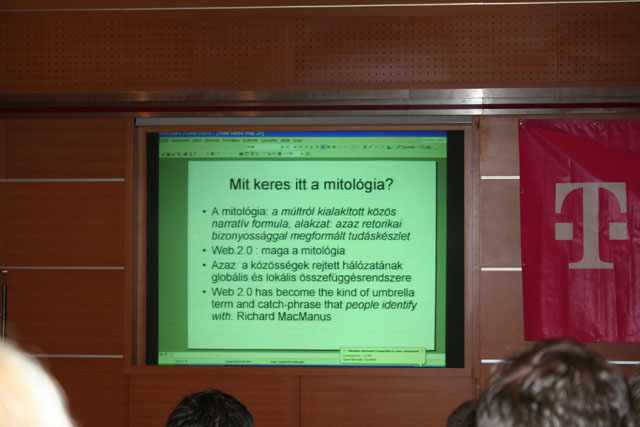 Mit keres itt a mitológia?
• A mitológia: a múltról kialakított közös
narratív formula, alakzat: azaz retorikai
bizonyossággal megformált tudáskészlet
• Web.2.0 : maga a mitológia
• Azaz a közösségek rejtett hálózatának
globális és lokális összefüggésrendszere
• Web 2.0 has become the kind of umbrella
term and catch-phrase that people identify
with. Richard MacManus
T